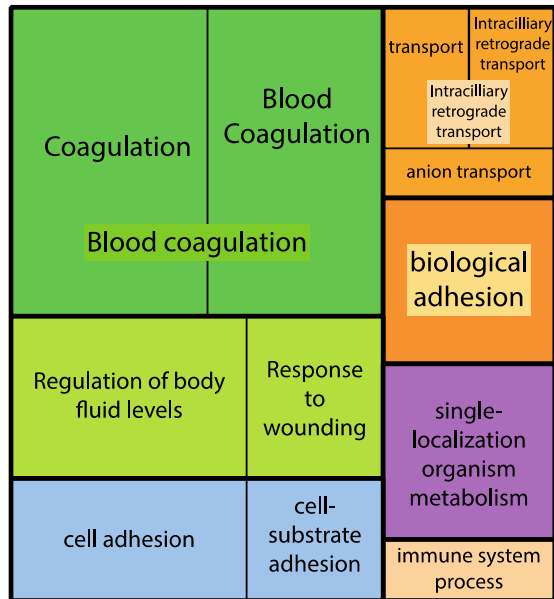 Coagulation
Blood
Coagulation
Blood coagulation
transport
Intracilliary
retrograde
transport
Intracilliary
retrograde
transport
anion transport
biological
adhesion
Regulation of body
fluid levels
Response
to
wounding
single-
localization
organism
metabolism
cell adhesion
cell-
substrate
adhesion
immune system
process